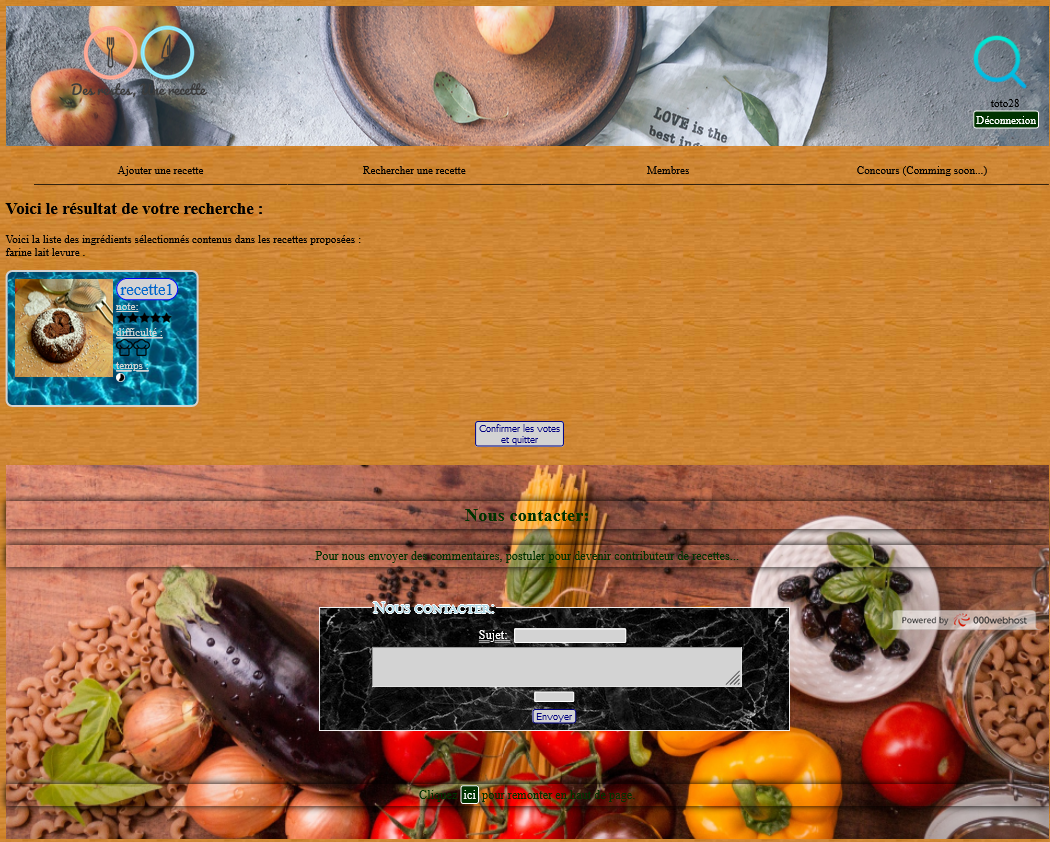 Des restes, une recette
LOVE is the
best ing
toto28
Déconnexion
Ajouter une recette
Rechercher une recette
Membres
Concours (Comming soon...)
Voici le résultat de votre recherche :
Voici la liste des ingrédients sélectionnés contenus dans les recettes proposées :
farine lait levure .
recette1
note:
difficulté :
temps :
Confirmer les votes
et quitter
Nous contacter:
Pour nous envoyer des commentaires, postuler pour devenir contributeur de recettes...
Nous contacter:
Sujet:
Powered by 000webhost
Envoyer
Cliquez ici pour remonter en haut de page